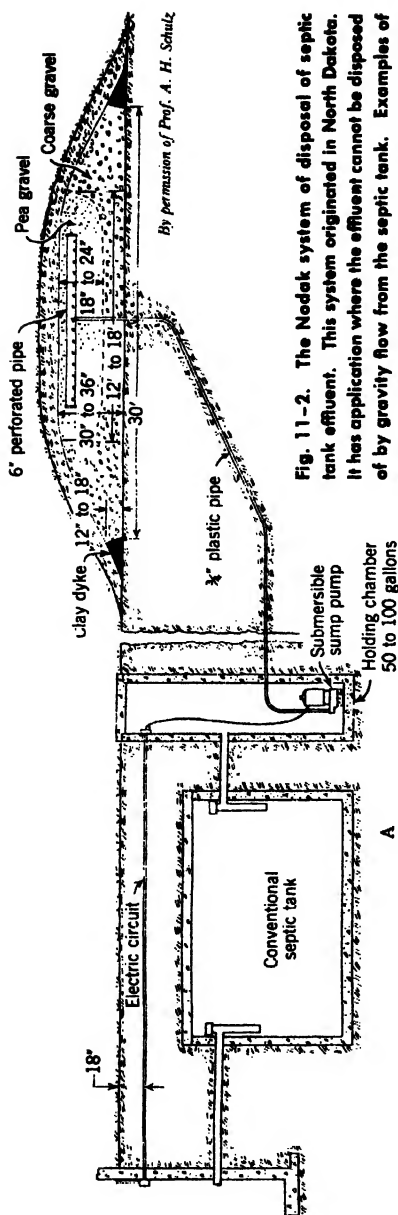 6" perforated pipe
Pea gravel
Coarse gravel
Clay dyke
12" to 18"
30" to 36"
18" to 24"
12' to 18'
30'
By permission of Prof. A. H. Schulz
¾" plastic pipe
18"
Electric circuit
Conventional
septic tank
Submersible
sump pump
Holding chamber
50 to 100 gallons
A
Fig. 11–2. The Nodak system of disposal of septic
tank effluent. This system originated in North Dakota.
It has application where the effluent cannot be disposed
of by gravity flow from the septic tank. Examples of